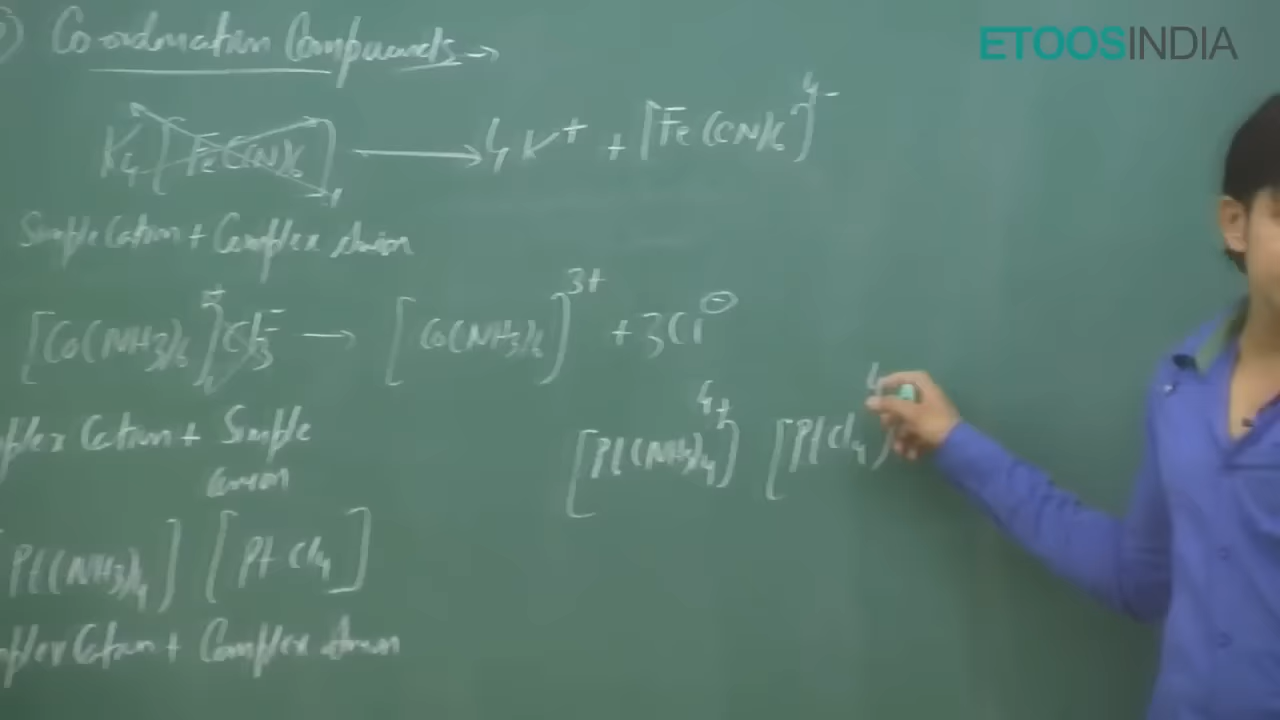 ETOOSINDIA
Co-ordination Compounds →
K4[Fe(CN)6] → 4K+ + [Fe(CN)6]4-
Simple Cation + Complex Anion
[Co(NH3)6]Cl3 → [Co(NH3)6]3+ + 3Cl⊖
Cation + Simple
anion
[Pt(NH3)4]4+ [PtCl4]4
[Pt(NH3)4] [PtCl4]
Cation + Complex Anion